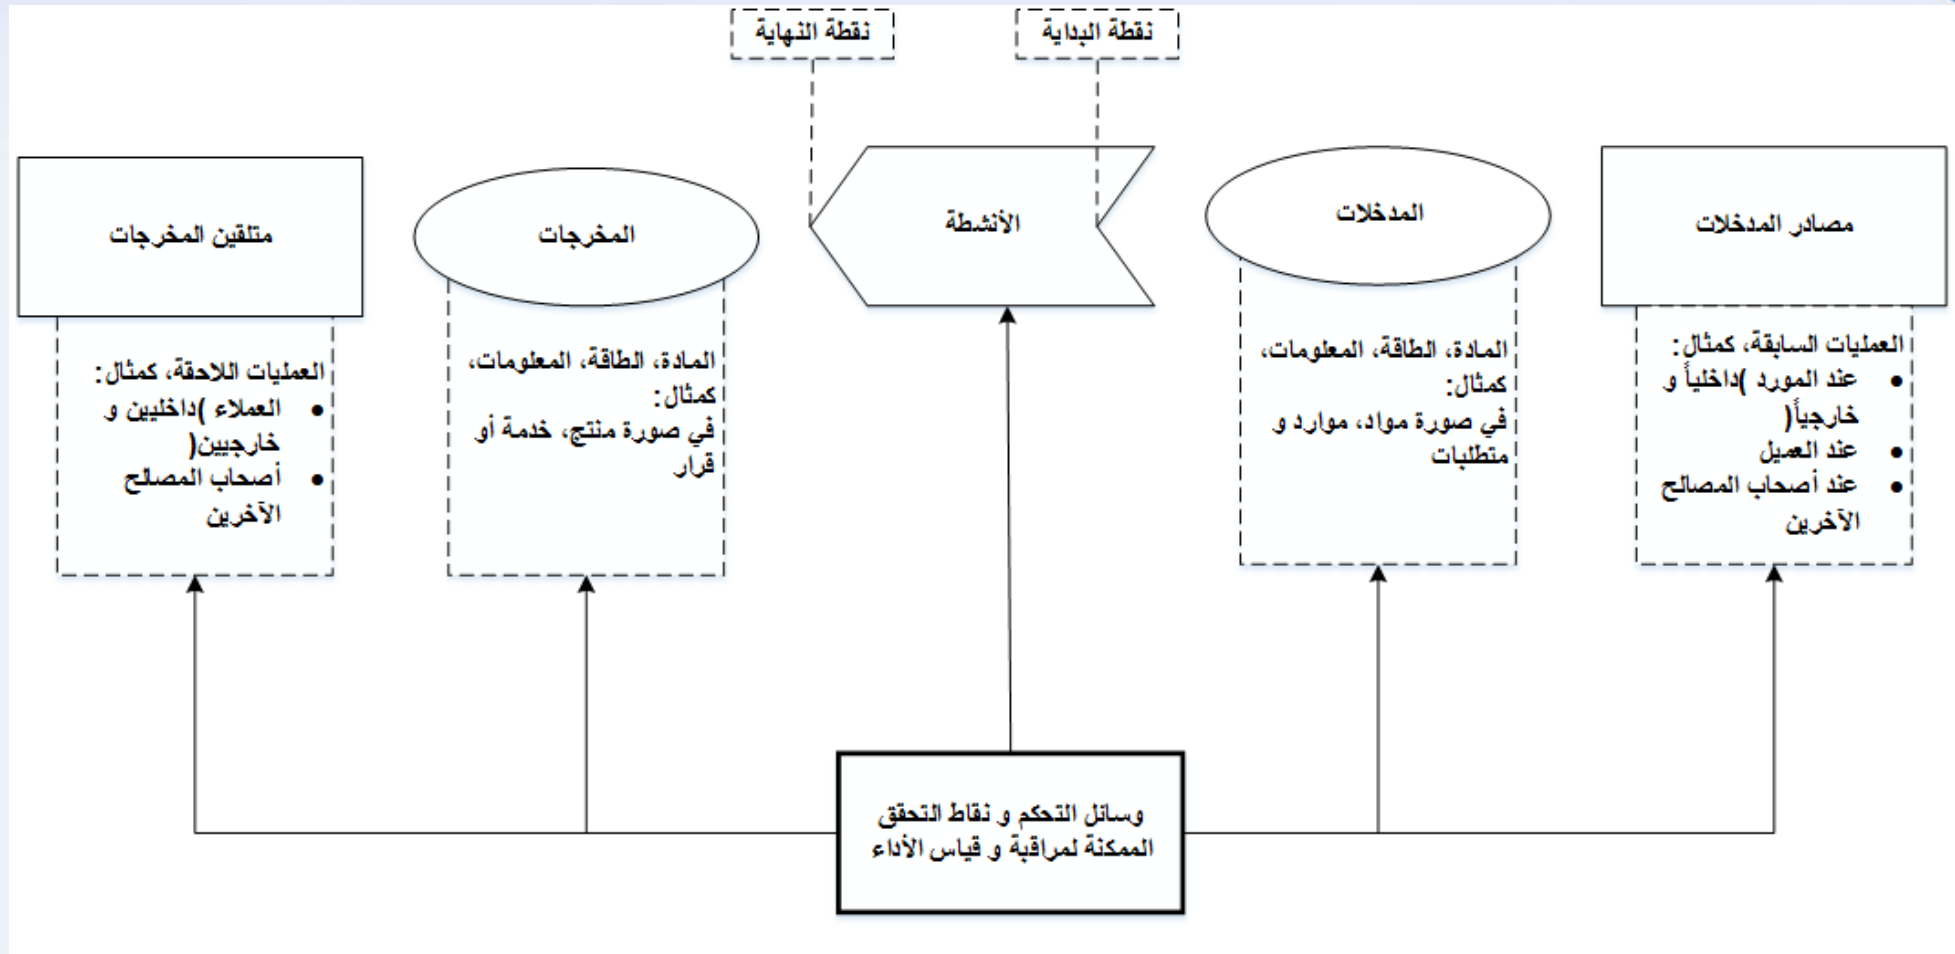 نقطة البداية
نقطة النهاية
مصادر المدخلات
العمليات السابقة، كمثال:
• عند المورد )داخلياً و
خارجياً(
• عند العميل
• عند أصحاب المصالح
الآخرين
المدخلات
المادة، الطاقة، المعلومات،
كمثال:
في صورة مواد، موارد و
متطلبات
الأنشطة
المخرجات
المادة، الطاقة، المعلومات،
كمثال:
في صورة منتج، خدمة أو
قرار
متلقين المخرجات
العمليات اللاحقة، كمثال:
• العملاء )داخليين و
خارجيين(
• أصحاب المصالح
الآخرين
وسائل التحكم و نقاط التحقق
الممكنة لمراقبة و قياس الأداء